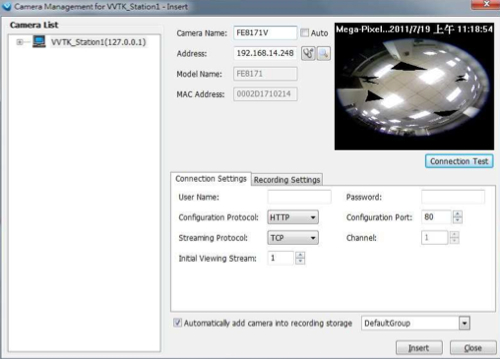 Camera Management for VVTK_Station1 - Insert
Camera List
VVTK_Station1(127.0.0.1)
Camera Name: FE8171V Auto
Address: 192.168.14.248
Model Name: FE8171
MAC Address: 0002D1710214
Mega-Pixel...2011/7/19 上午 11:18:54
Connection Test
Connection Settings Recording Settings
User Name: Password:
Configuration Protocol: HTTP Configuration Port: 80
Streaming Protocol: TCP Channel: 1
Initial Viewing Stream: 1
Automatically add camera into recording storage DefaultGroup
Insert Close